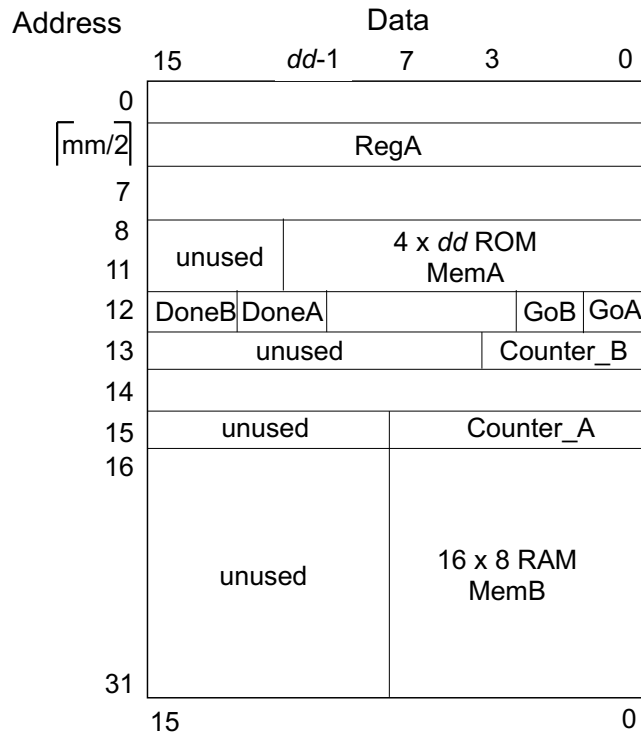 Address Data
15 dd-1 7 3 0
0
⌈mm/2⌉ RegA
7
8 4 x dd ROM
unused
11 MemA
12 DoneB DoneA GoB GoA
13 unused Counter_B
14
15 unused Counter_A
16
16 x 8 RAM
unused
MemB
31
15 0